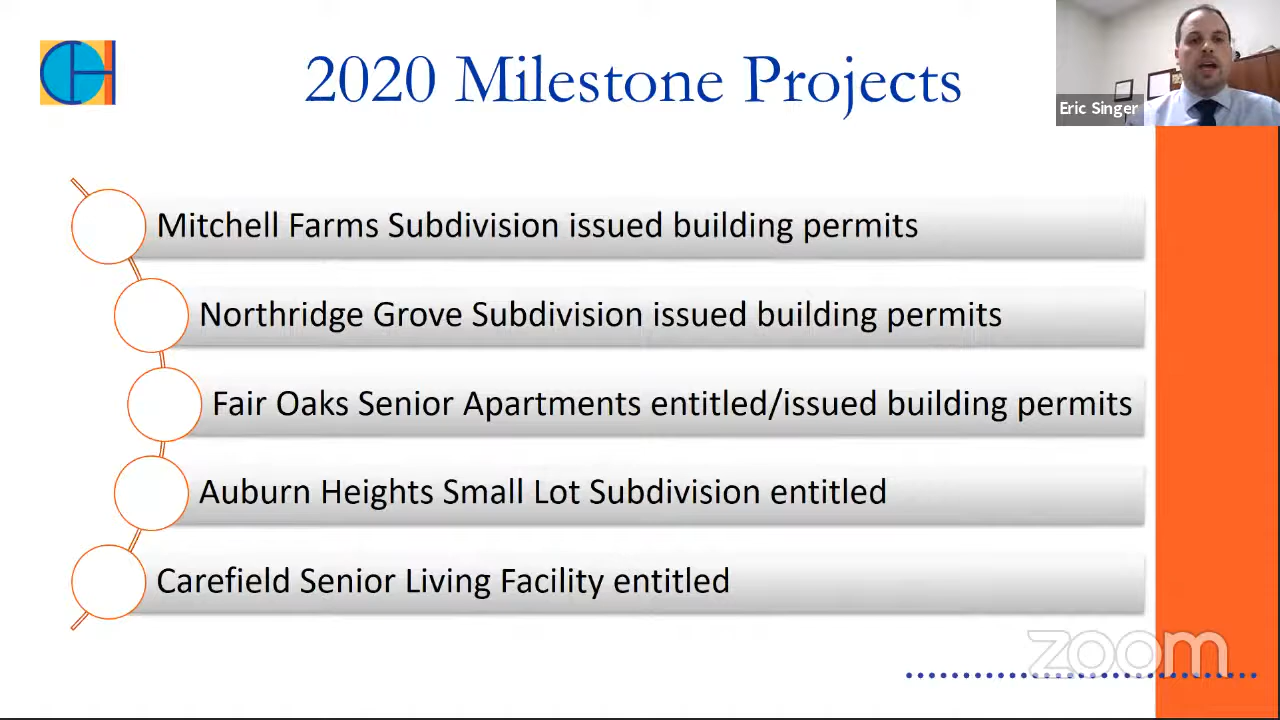 2020 Milestone Projects
Eric Singer
Mitchell Farms Subdivision issued building permits
Northridge Grove Subdivision issued building permits
Fair Oaks Senior Apartments entitled/issued building permits
Auburn Heights Small Lot Subdivision entitled
Carefield Senior Living Facility entitled
zoom